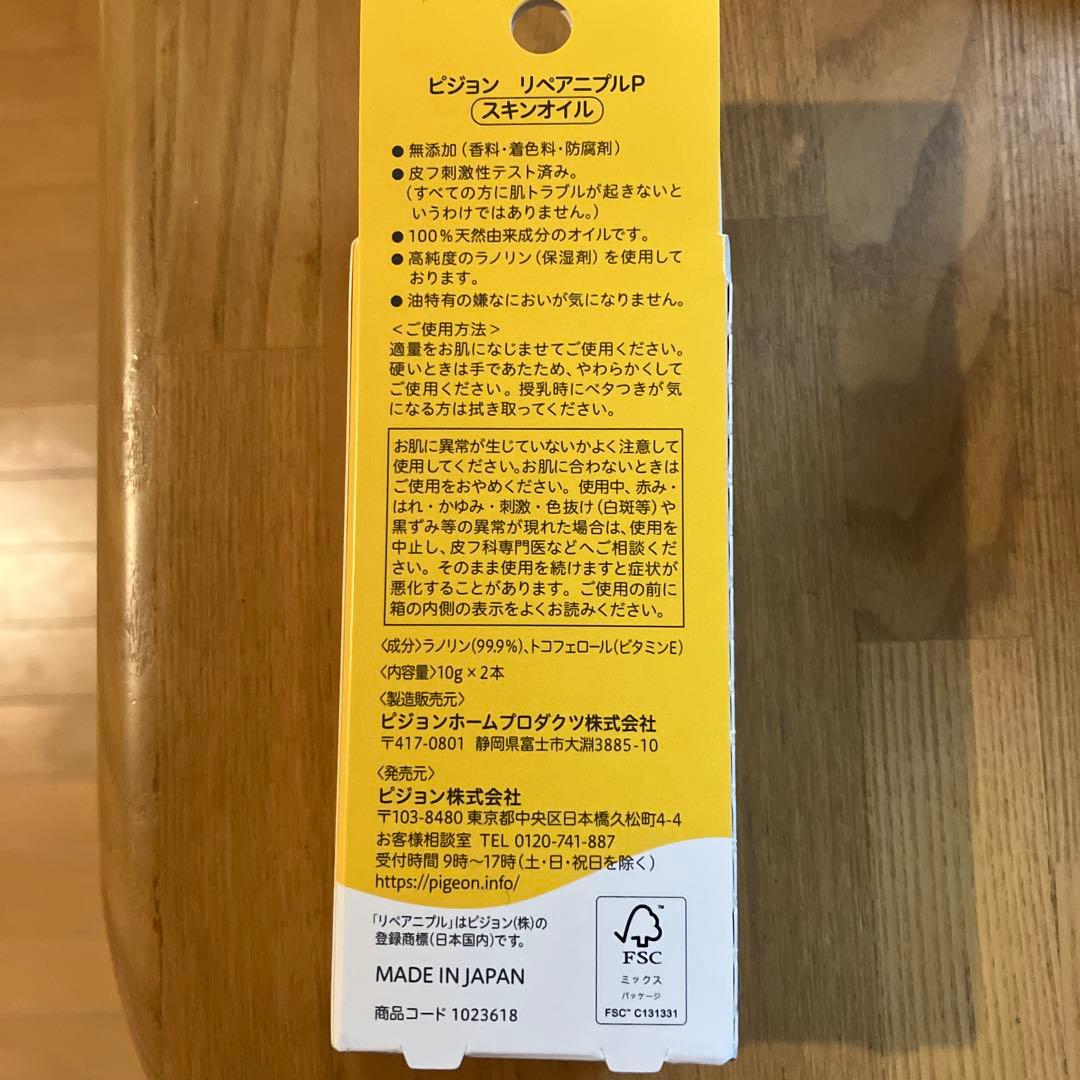 ピジョン リペアニプルP
スキンオイル
● 無添加（香料・着色料・防腐剤）
● 皮フ刺激性テスト済み。
（すべての方に肌トラブルが起きないと
いうわけではありません。）
● 100％天然由来成分のオイルです。
● 高純度のラノリン（保湿剤）を使用して
おります。
● 油特有の嫌なにおいが気になりません。
＜ご使用方法＞
適量をお肌になじませてご使用ください。
硬いときは手であたため、やわらかくして
ご使用ください。授乳時にベタつきが気
になる方は拭き取ってください。
お肌に異常が生じていないかよく注意して
使用してください。お肌に合わないときは
ご使用をおやめください。使用中、赤み・
はれ・かゆみ・刺激・色抜け（白斑等）や
黒ずみ等の異常が現れた場合は、使用を
中止し、皮フ科専門医などへご相談くだ
さい。そのまま使用を続けますと症状が
悪化することがあります。ご使用の前に
箱の内側の表示をよくお読みください。
〈成分〉ラノリン（99.9％）、トコフェロール（ビタミンE）
〈内容量〉10g×2本
〈製造販売元〉
ピジョンホームプロダクツ株式会社
〒417-0801 静岡県富士市大淵3885-10
〈発売元〉
ピジョン株式会社
〒103-8480 東京都中央区日本橋久松町4-4
お客様相談室 TEL 0120-741-887
受付時間 9時～17時（土・日・祝日を除く）
https://pigeon.info/
「リペアニプル」はピジョン（株）の
登録商標（日本国内）です。
MADE IN JAPAN
商品コード 1023618
™
FSC
ミックス
パッケージ
FSC™ C131331